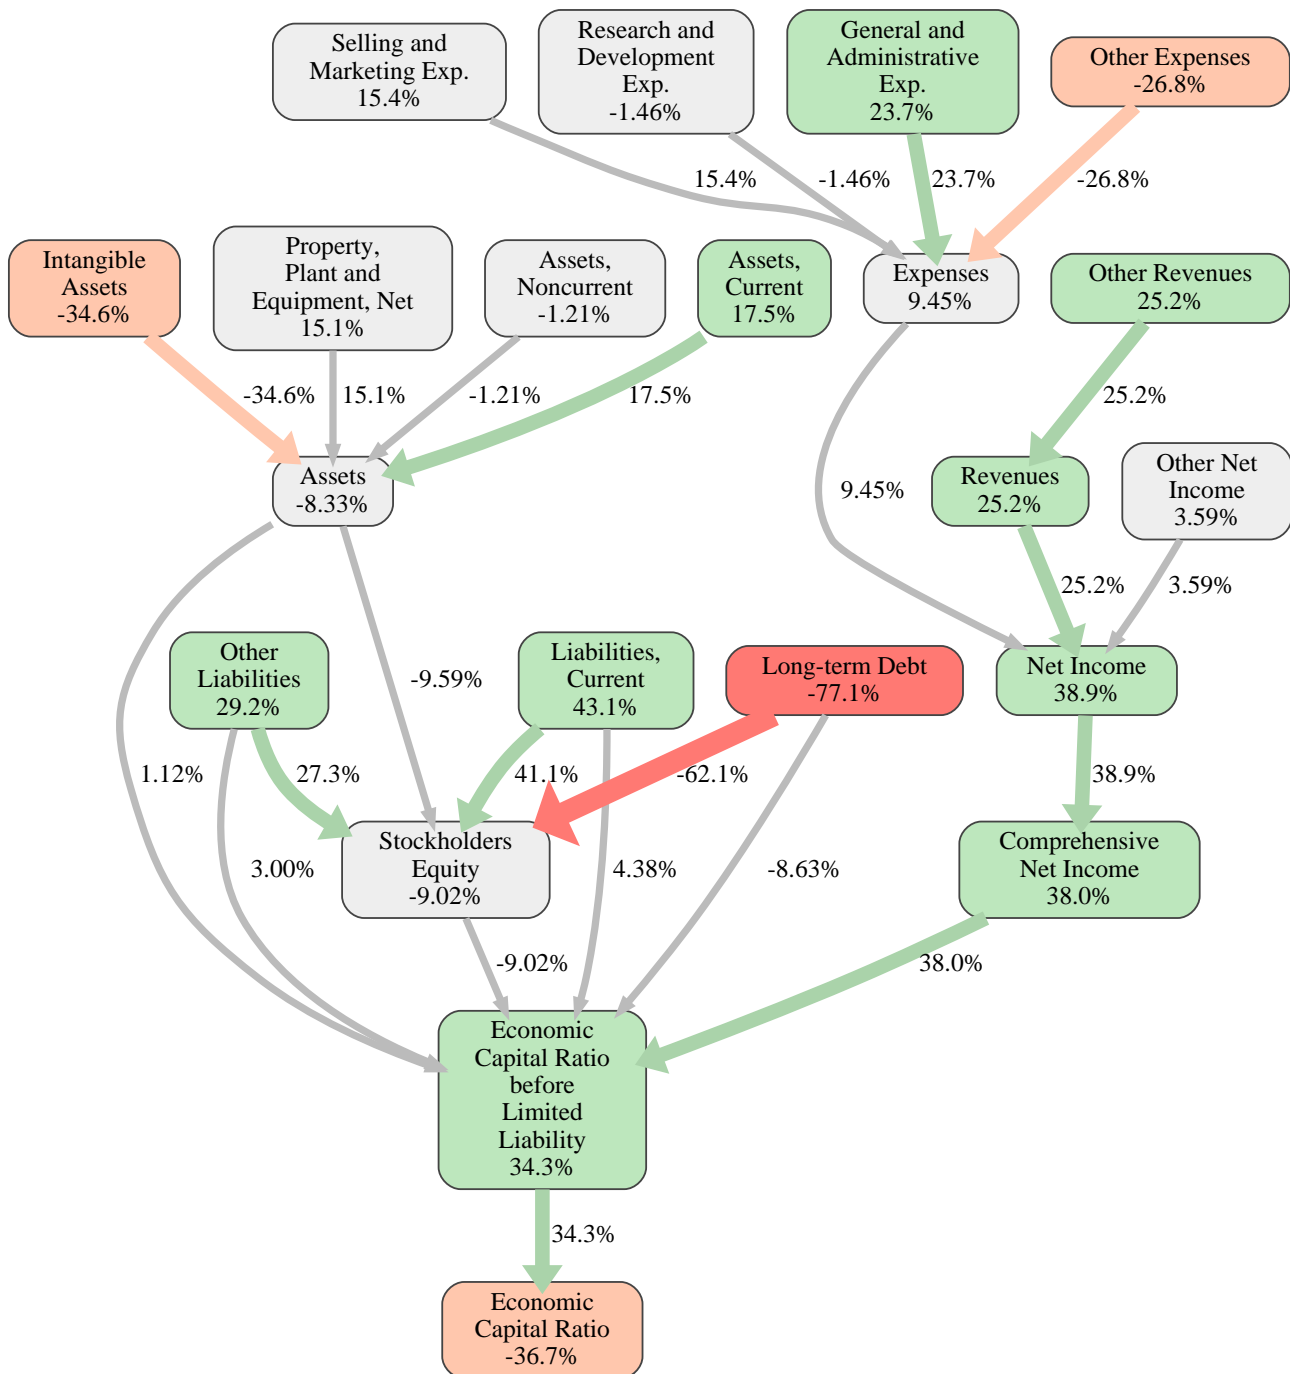 Selling and
Marketing Exp.
15.4%
Research and
Development
Exp.
-1.46%
General and
Administrative
Exp.
23.7%
Other Expenses
-26.8%
15.4%
-1.46%
23.7%
-26.8%
Intangible
Assets
-34.6%
Property,
Plant and
Equipment, Net
15.1%
Assets,
Noncurrent
-1.21%
Assets,
Current
17.5%
Expenses
9.45%
Other Revenues
25.2%
-34.6%
15.1%
-1.21%
17.5%
25.2%
Assets
-8.33%
9.45%
Revenues
25.2%
Other Net
Income
3.59%
25.2%
3.59%
Other
Liabilities
29.2%
-9.59%
Liabilities,
Current
43.1%
Long-term Debt
-77.1%
Net Income
38.9%
1.12%
27.3%
41.1%
-62.1%
38.9%
3.00%
Stockholders
Equity
-9.02%
4.38%
-8.63%
Comprehensive
Net Income
38.0%
-9.02%
38.0%
Economic
Capital Ratio
before
Limited
Liability
34.3%
34.3%
Economic
Capital Ratio
-36.7%